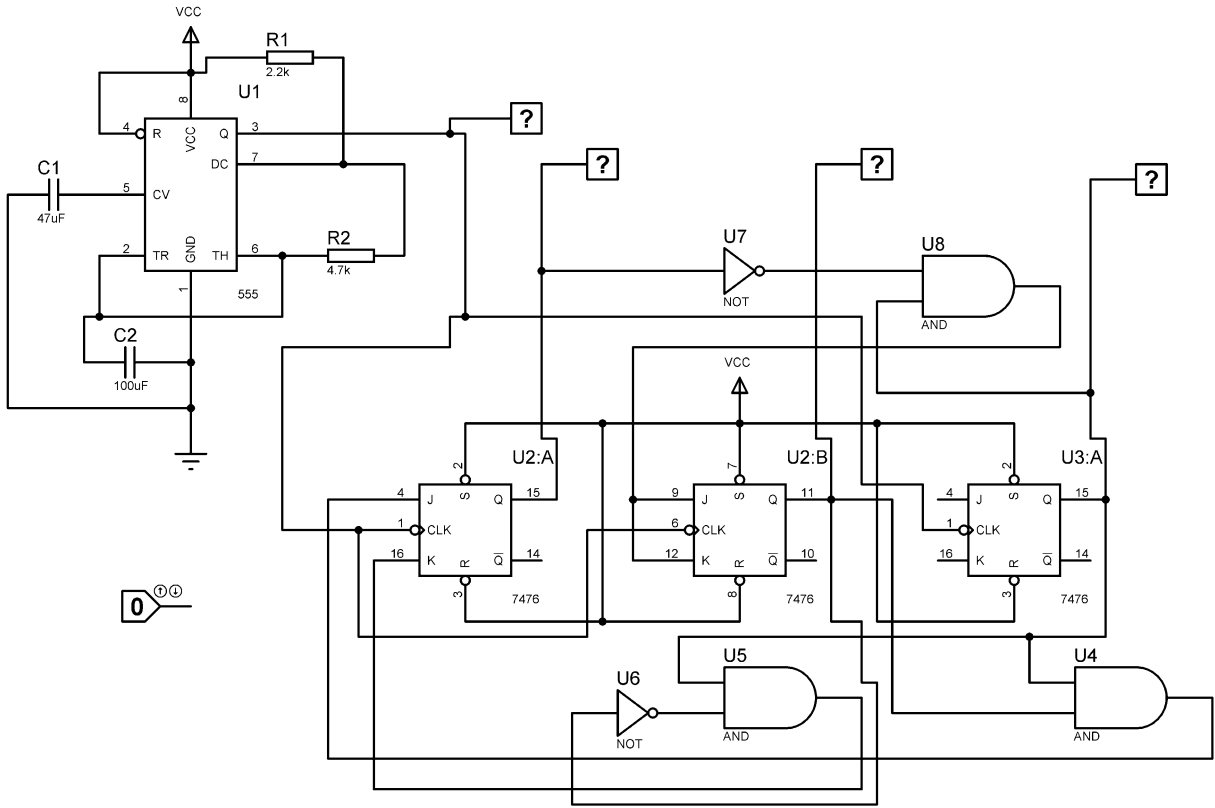 VCC
R1
2.2k
U1
8
4
R
VCC
Q
3
?
DC
7
?
?
?
C1
47uF
5
CV
2
TR
GND
TH
6
R2
4.7k
1
555
C2
100uF
U7
NOT
U8
AND
VCC
U2:A
2
4
J
S
Q
15
1
CLK
16
K
R
Q
14
3
7476
U2:B
7
9
J
S
Q
11
6
CLK
12
K
R
Q
10
8
7476
U3:A
2
4
J
S
Q
15
1
CLK
16
K
R
Q
14
3
7476
0
U6
NOT
U5
AND
U4
AND